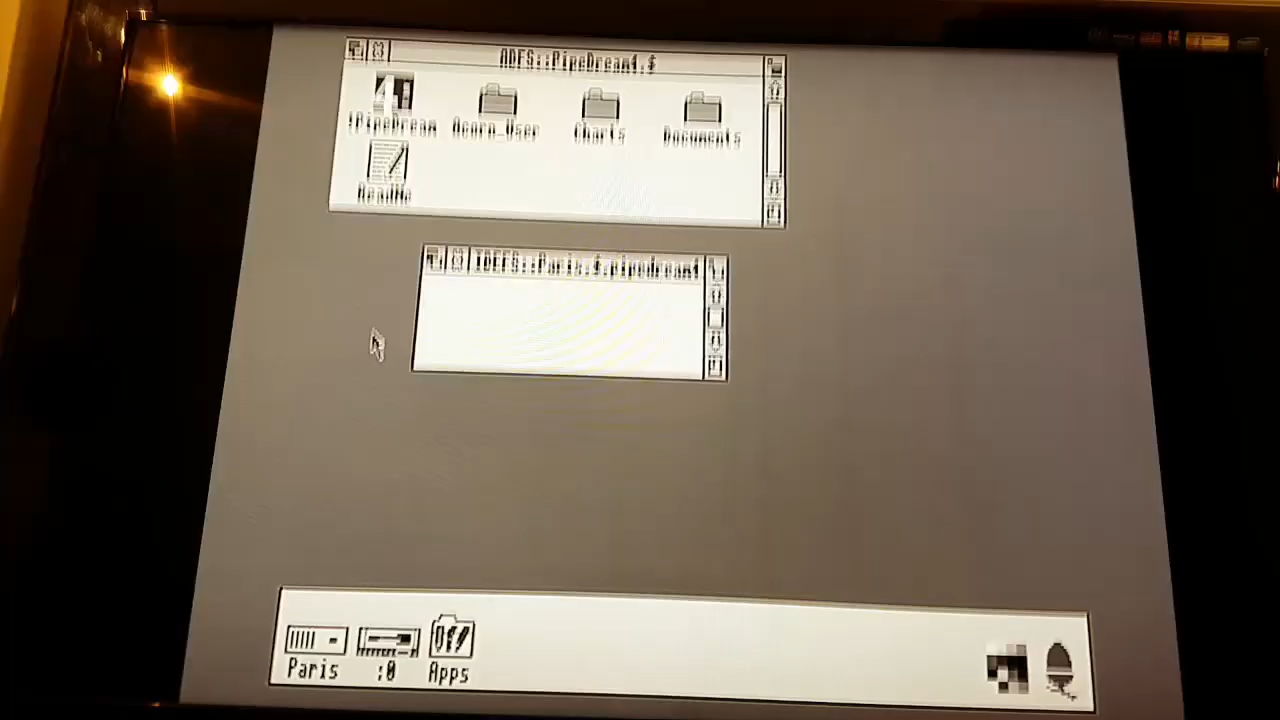 ADFS::PipeDream4.$
!PipeDream Acorn_User Charts Documents
ReadMe
IDEFS::Paris.$.pipedream4
Paris :0 Apps